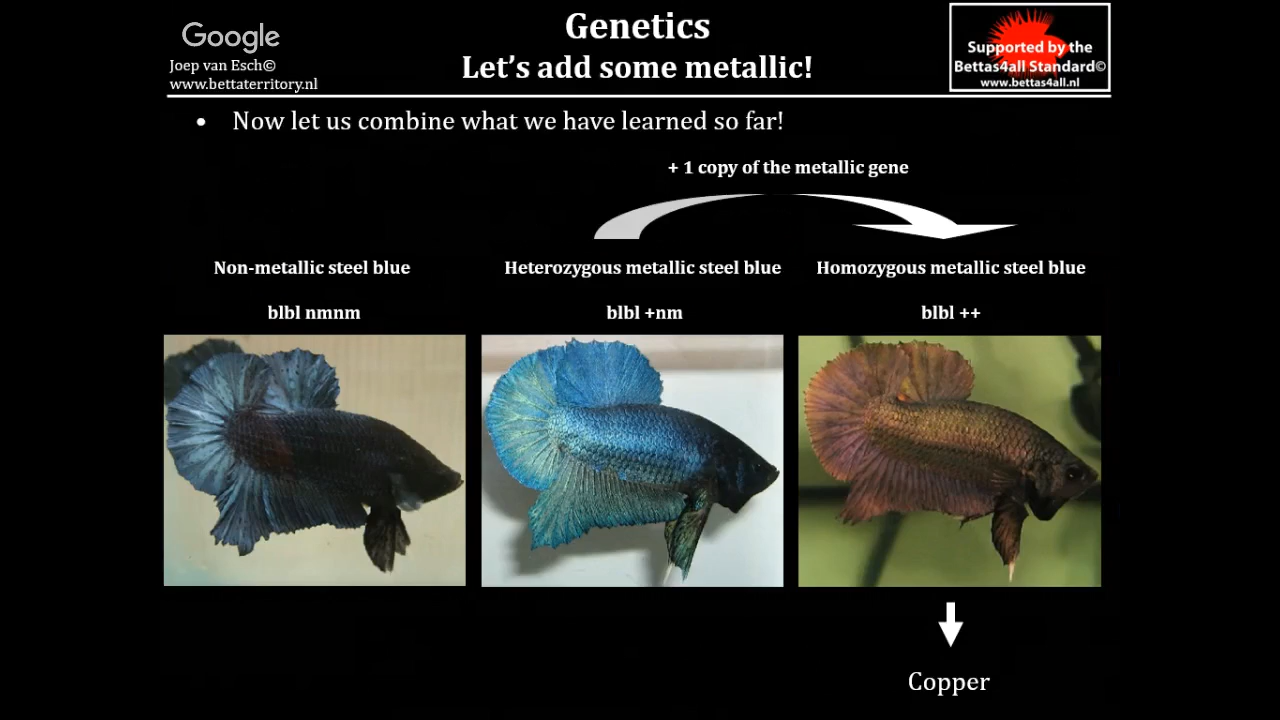 Google
Joep van Esch©
www.bettaterritory.nl
Genetics
Let's add some metallic!
Supported by the
Bettas4all Standard©
www.bettas4all.nl
• Now let us combine what we have learned so far!
+ 1 copy of the metallic gene
Non-metallic steel blue
Heterozygous metallic steel blue
Homozygous metallic steel blue
blbl nmnm
blbl +nm
blbl ++
Copper